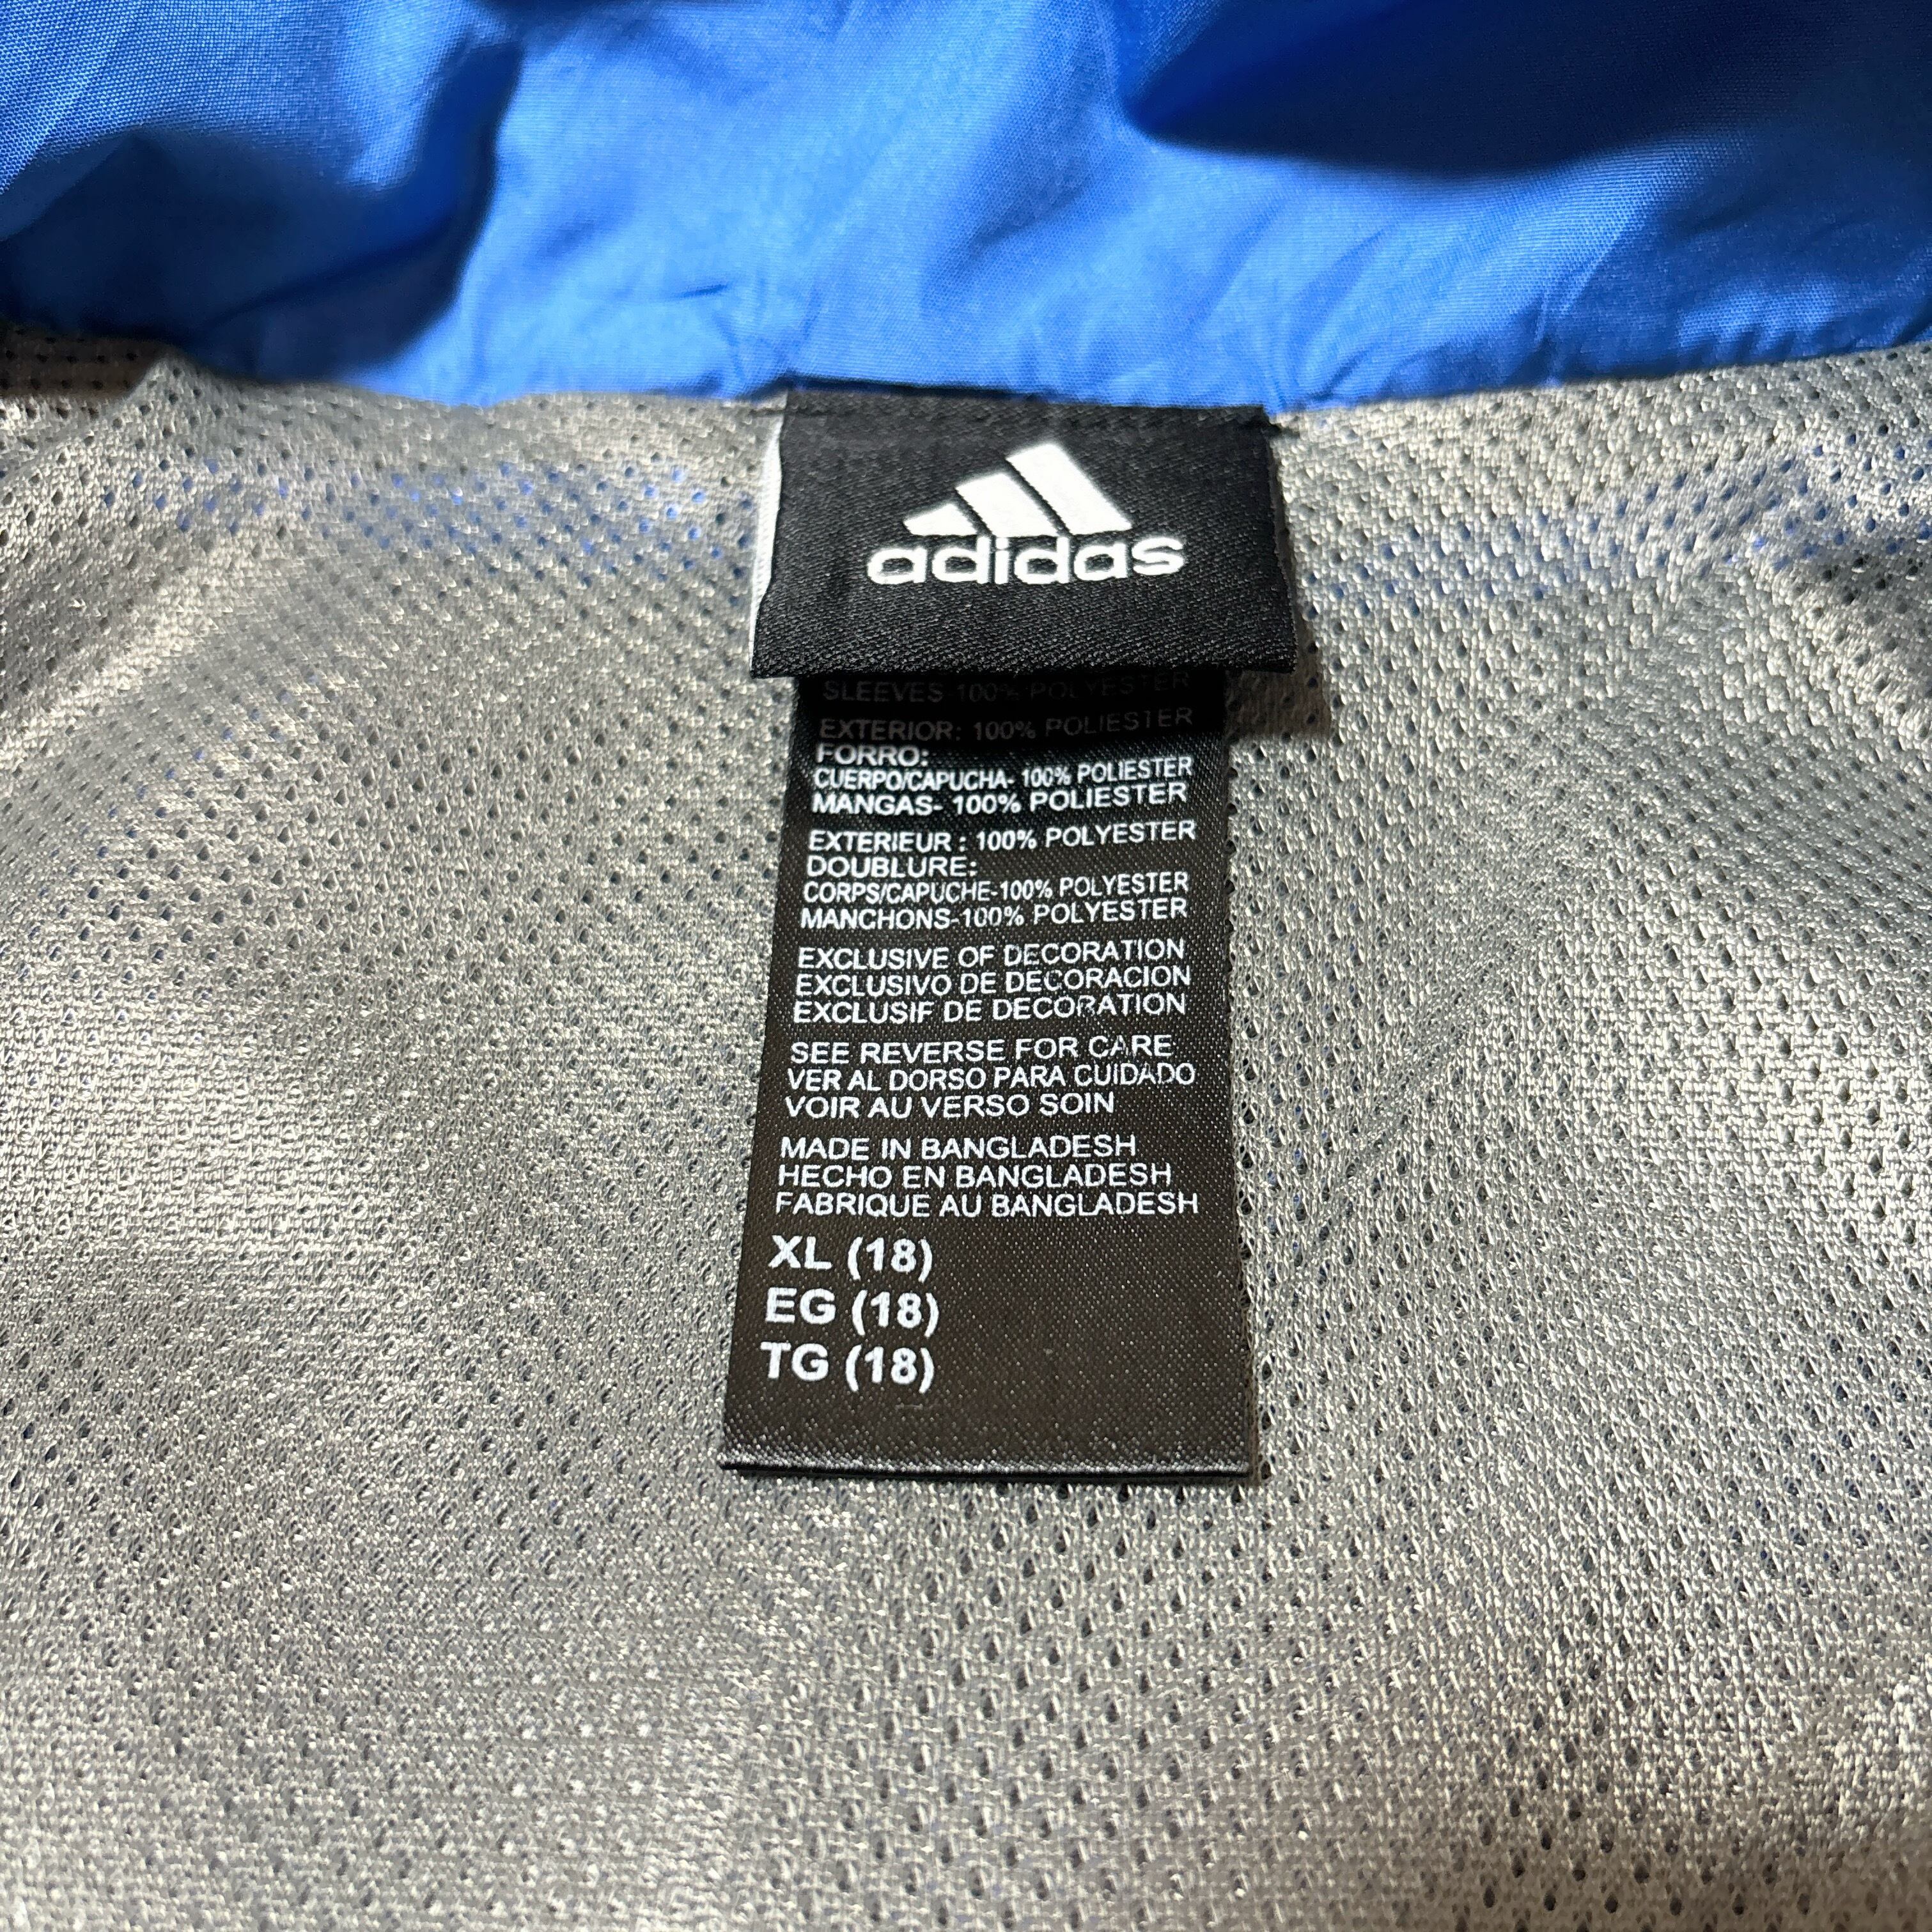 adidas
SLEEVES 100% POLYESTER
EXTERIOR: 100% POLIESTER
FORRO:
CUERPO/CAPUCHA- 100% POLIESTER
MANGAS- 100% POLIESTER
EXTERIEUR : 100% POLYESTER
DOUBLURE:
CORPS/CAPUCHE-100% POLYESTER
MANCHONS-100% POLYESTER
EXCLUSIVE OF DECORATION
EXCLUSIVO DE DECORACION
EXCLUSIF DE DECORATION
SEE REVERSE FOR CARE
VER AL DORSO PARA CUIDADO
VOIR AU VERSO SOIN
MADE IN BANGLADESH
HECHO EN BANGLADESH
FABRIQUE AU BANGLADESH
XL (18)
EG (18)
TG (18)